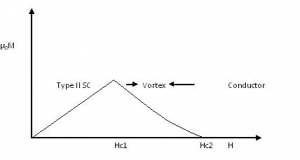 μ₀M
Type II SC
Vortex
Conductor
Hc1
Hc2
H